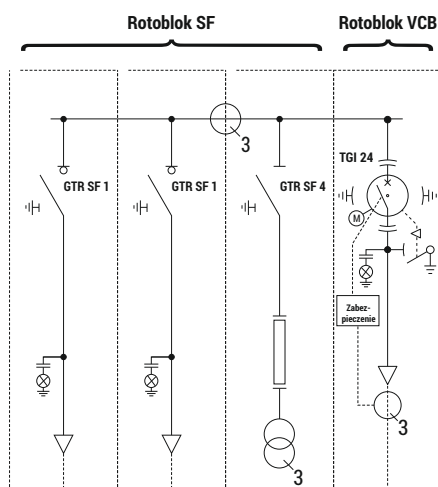 Rotoblok SF
Rotoblok VCB
3
TGI 24
GTR SF 1
GTR SF 1
GTR SF 4
M
Zabez-
pieczenie
3
3